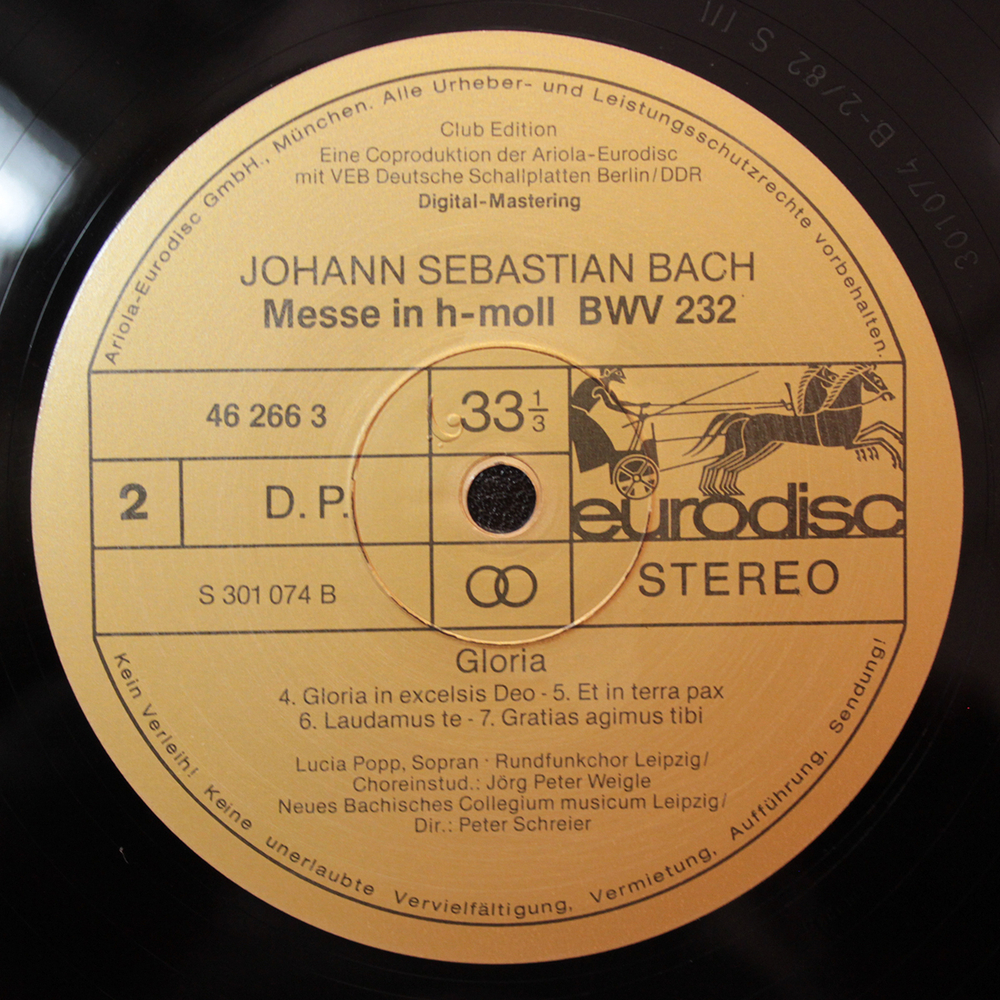 Ariola-Eurodisc GmbH., München. Alle Urheber- und Leistungsschutzrechte vorbehalten.
Club Edition
Eine Coproduktion der Ariola-Eurodisc
mit VEB Deutsche Schallplatten Berlin/DDR
Digital-Mastering
JOHANN SEBASTIAN BACH
Messe in h-moll BWV 232
46 266 3
33 1/3
2
D. P.
eurodisc
S 301 074 B
STEREO
Gloria
4. Gloria in excelsis Deo - 5. Et in terra pax
6. Laudamus te - 7. Gratias agimus tibi
Lucia Popp, Sopran · Rundfunkchor Leipzig/
Choreinstud.: Jörg Peter Weigle
Neues Bachisches Collegium musicum Leipzig/
Dir.: Peter Schreier
Kein Verleih! Keine unerlaubte Vervielfältigung, Vermietung, Aufführung, Sendung!
301074 B-2/82 S III